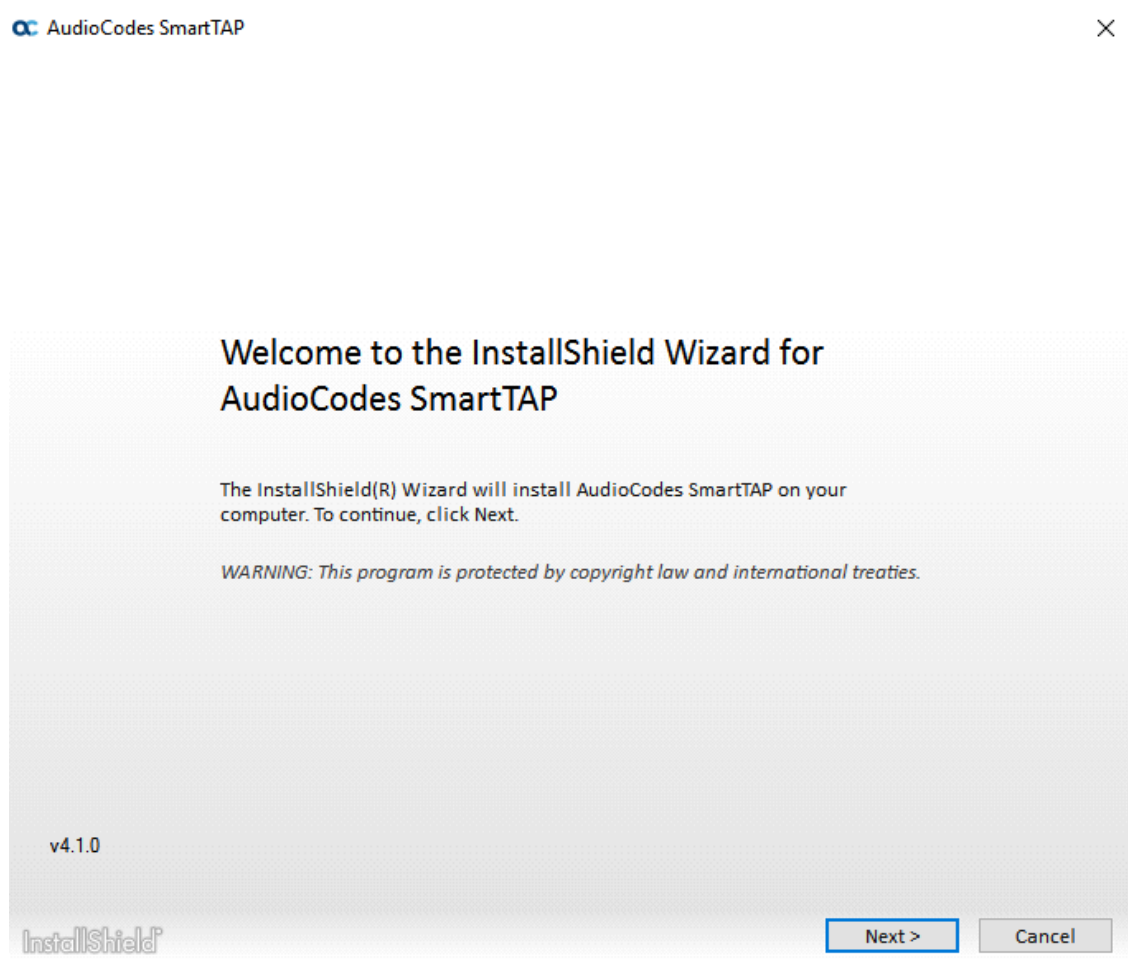 AudioCodes SmartTAP
Welcome to the InstallShield Wizard for
AudioCodes SmartTAP
The InstallShield(R) Wizard will install AudioCodes SmartTAP on your
computer. To continue, click Next.
WARNING: This program is protected by copyright law and international treaties.
v4.1.0
InstallShield®
Next >
Cancel